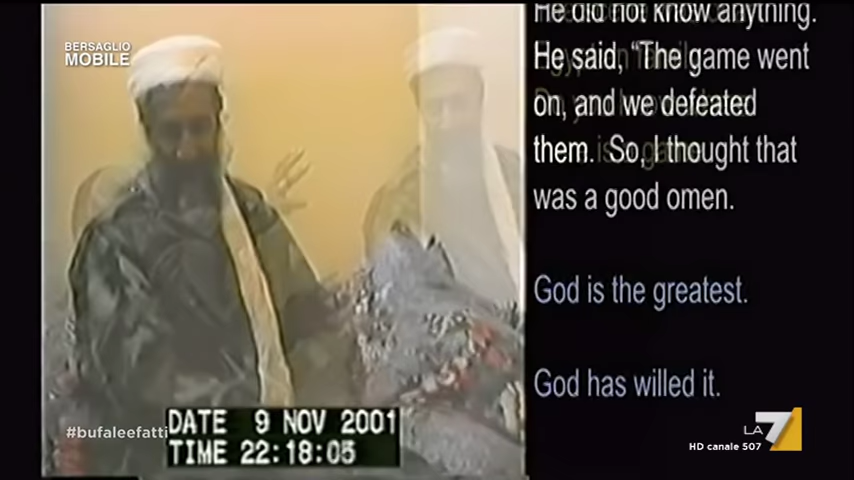 BERSAGLIO
MOBILE
He did not know anything.
He said, “The game went
on, and we defeated
them. So, I thought that
was a good omen.
God is the greatest.
God has willed it.
#bufaleefatti
DATE 9 NOV 2001
TIME 22:18:05
LA 7
HD canale 507